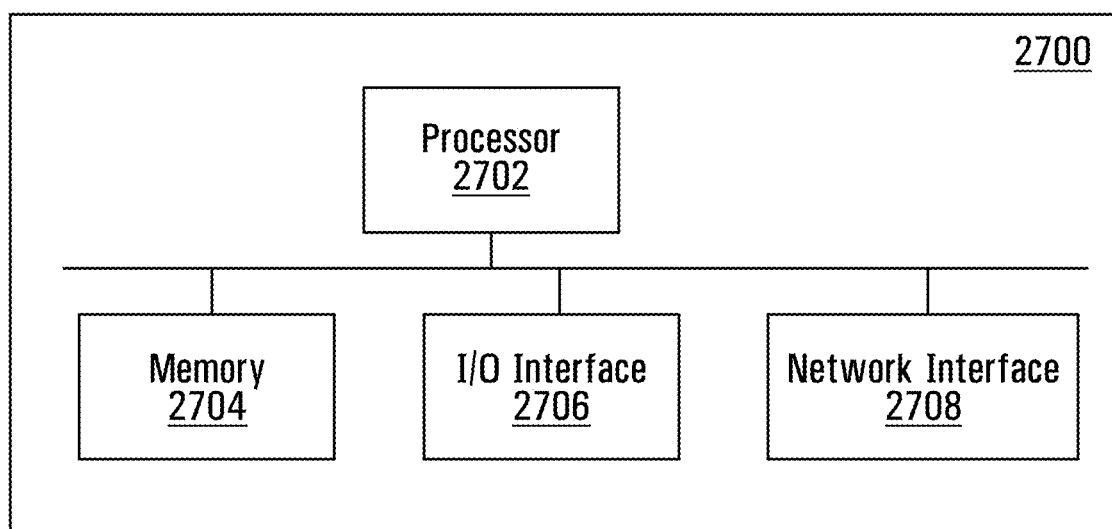 2700
Processor
2702
Memory
2704
I/O Interface
2706
Network Interface
2708